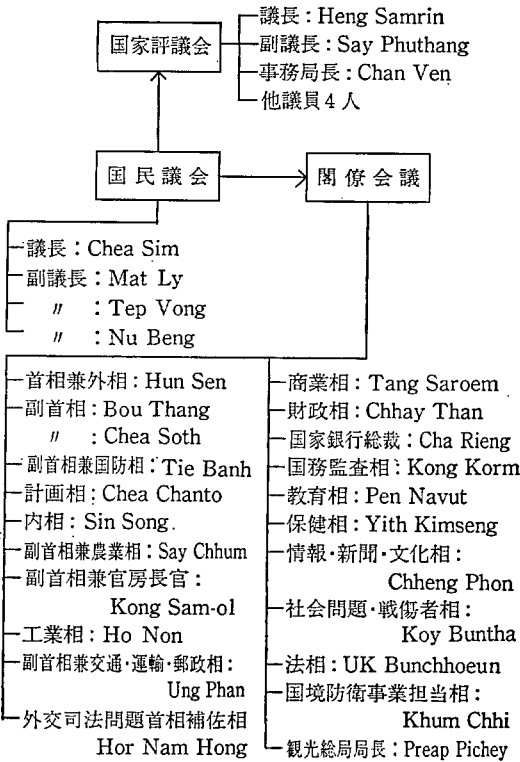 国家評議会
議長：Heng Samrin
副議長：Say Phuthang
事務局長：Chan Ven
他議員4人
国民議会
閣僚会議
議長：Chea Sim
副議長：Mat Ly
〃 ：Tep Vong
〃 ：Nu Beng
首相兼外相：Hun Sen
副首相：Bou Thang
〃 ：Chea Soth
副首相兼国防相：Tie Banh
計画相：Chea Chanto
内相：Sin Song.
副首相兼農業相：Say Chhum
副首相兼官房長官：
Kong Sam-ol
工業相：Ho Non
副首相兼交通・運輸・郵政相：
Ung Phan
外交司法問題首相補佐相
Hor Nam Hong
商業相：Tang Saroem
財政相：Chhay Than
国家銀行総裁：Cha Rieng
国務監査相：Kong Korm
教育相：Pen Navut
保健相：Yith Kimseng
情報・新聞・文化相：
Chheng Phon
社会問題・戦傷者相：
Koy Buntha
法相：UK Bunchhoeun
国境防衛事業担当相：
Khum Chhi
観光総局局長：Preap Pichey